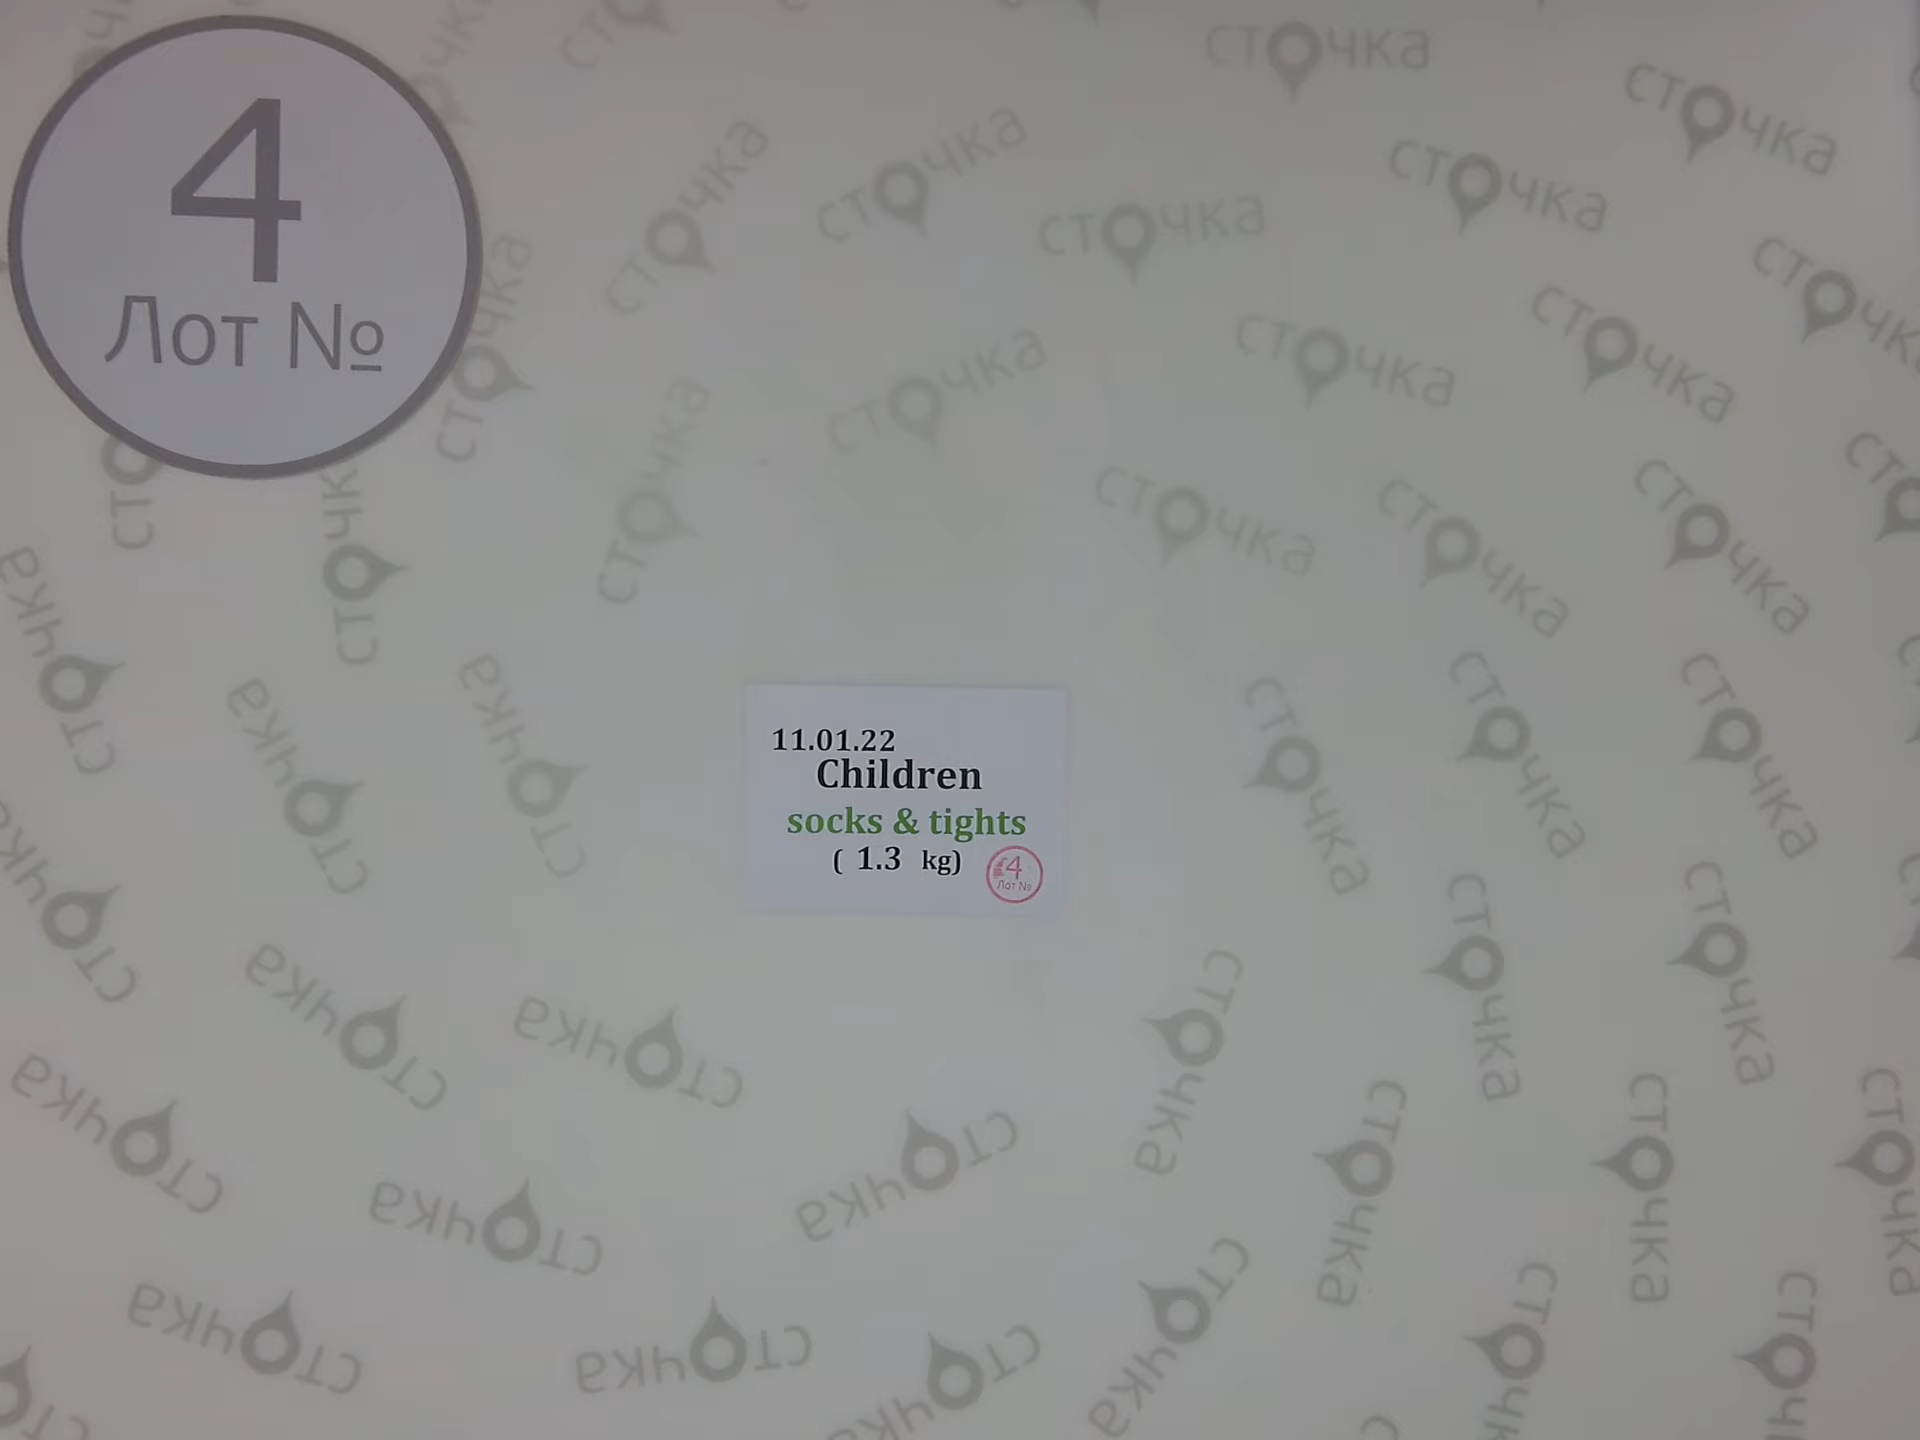 4
Лот №
11.01.22
Children
socks & tights
( 1.3 kg)
4
Лот №
сточка